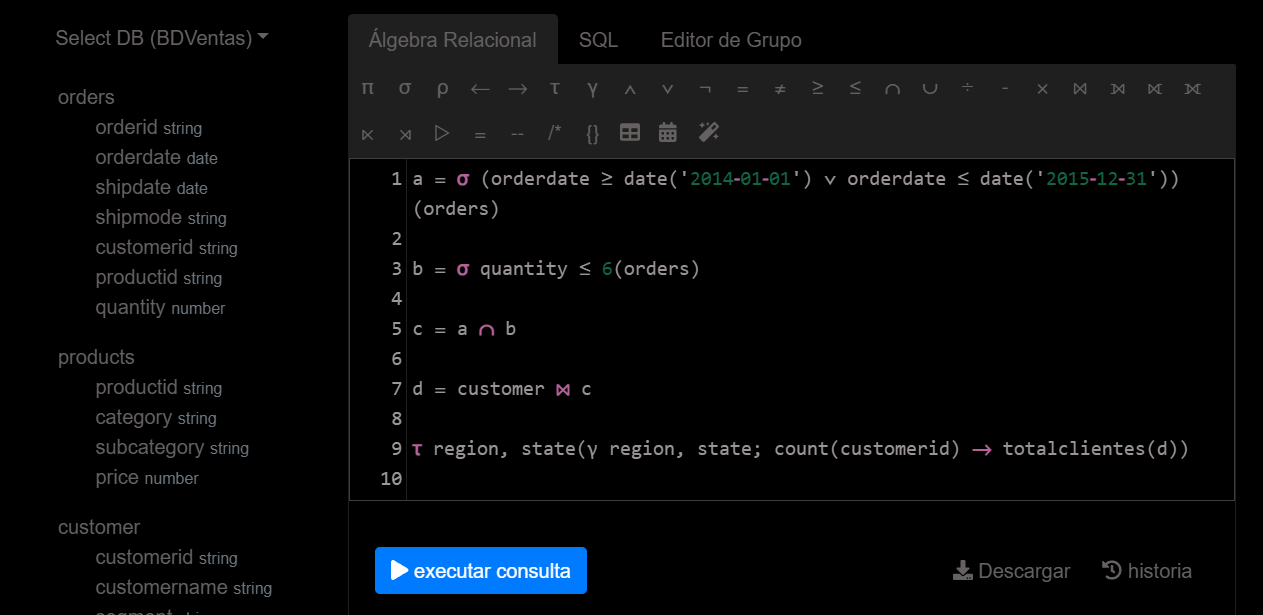 Select DB (BDVentas)
Álgebra Relacional SQL Editor de Grupo
π σ ρ ← → τ γ ∧ ∨ ¬ = ≠ ≥ ≤ ∩ ∪ ÷ - × ⋈ ⟕ ⟖ ⟗
⋉ ⋊ ▷ = -- /* {}
orders
orderid string
orderdate date
shipdate date
shipmode string
customerid string
productid string
quantity number
products
productid string
category string
subcategory string
price number
customer
customerid string
customername string
1 a = σ (orderdate ≥ date('2014-01-01') ∨ orderdate ≤ date('2015-12-31'))
(orders)
2
3 b = σ quantity ≤ 6(orders)
4
5 c = a ∩ b
6
7 d = customer ⋈ c
8
9 τ region, state(γ region, state; count(customerid) → totalclientes(d))
10
executar consulta
Descargar historia